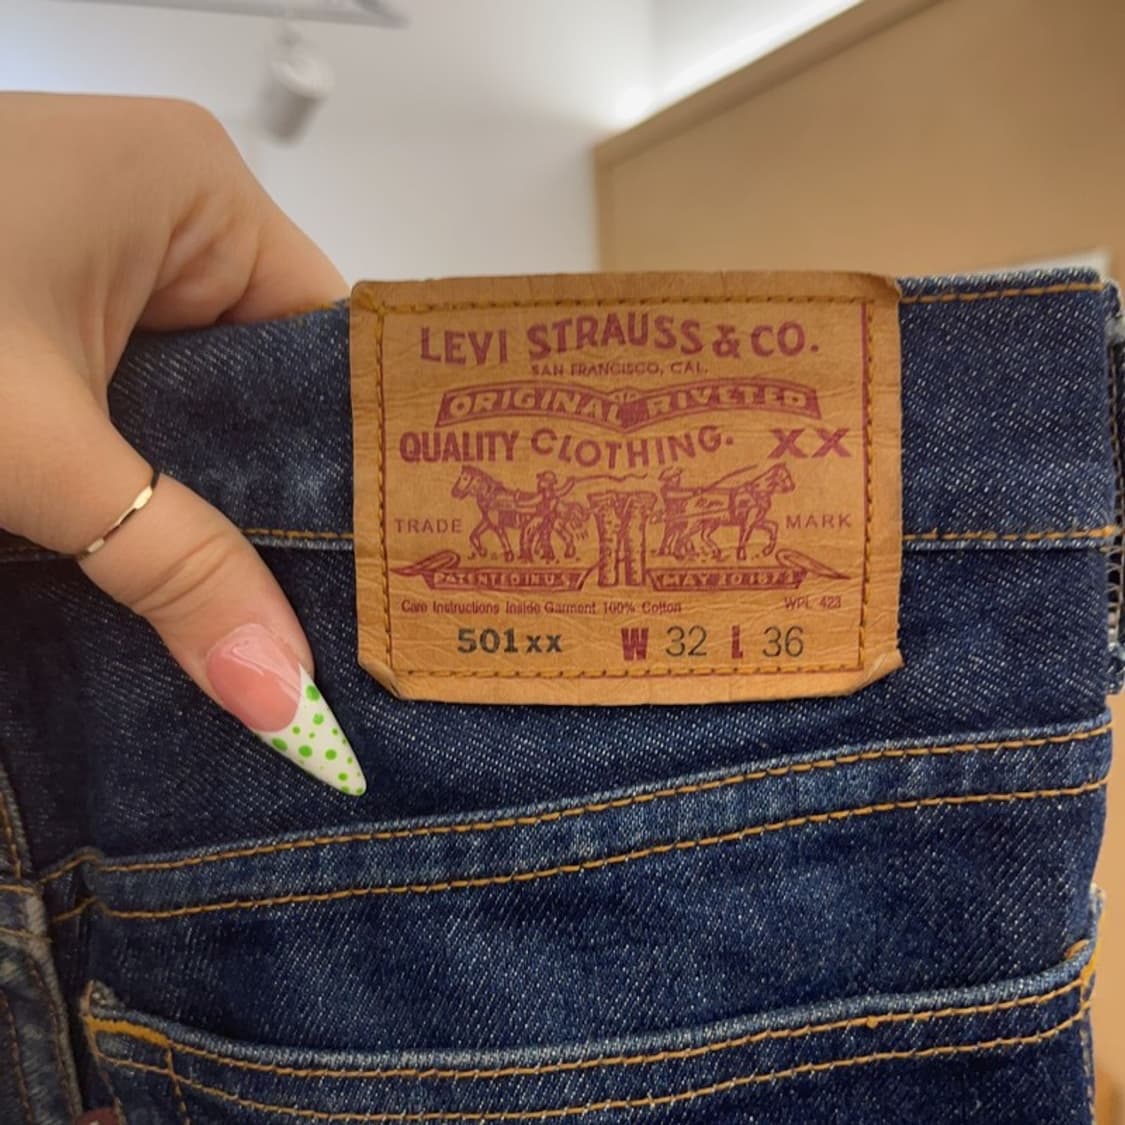 LEVI STRAUSS & CO.
SAN FRANCISCO, CAL.
ORIGINAL RIVETED
QUALITY CLOTHING. XX
TRADE MARK
PATENTED IN U.S. MAY 20 1873
Care Instructions Inside Garment 100% Cotton WPL 423
501xx W 32 L 36